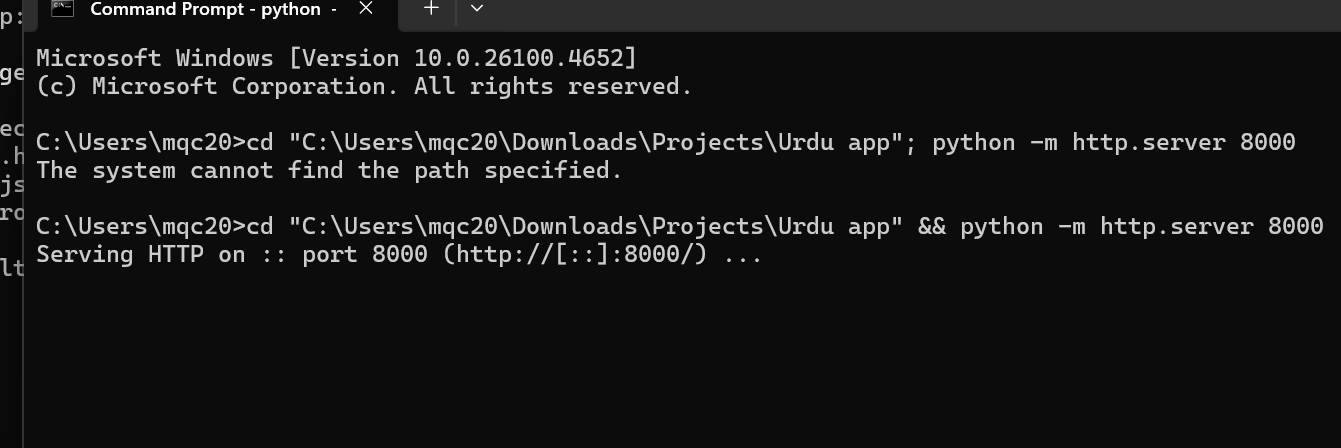 p:
Command Prompt - python -
ge
Microsoft Windows [Version 10.0.26100.4652]
(c) Microsoft Corporation. All rights reserved.
ec
C:\Users\mqc20>cd "C:\Users\mqc20\Downloads\Projects\Urdu app"; python -m http.server 8000
.h
The system cannot find the path specified.
js
ro
C:\Users\mqc20>cd "C:\Users\mqc20\Downloads\Projects\Urdu app" && python -m http.server 8000
Serving HTTP on :: port 8000 (http://[::]:8000/) ...
lt